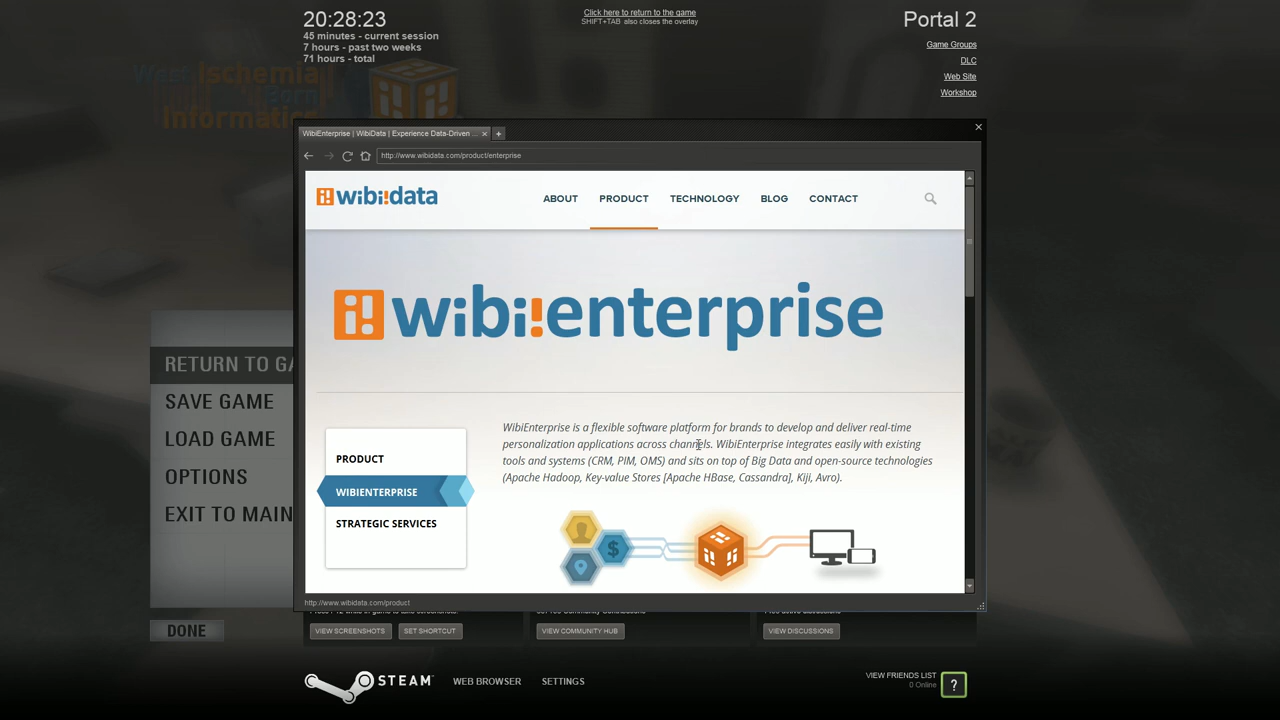 20:28:23
45 minutes - current session
7 hours - past two weeks
71 hours - total
Click here to return to the game
SHIFT+TAB also closes the overlay
Portal 2
Game Groups
DLC
Web Site
Workshop
Ischemia
Born
Informatics
WibiEnterprise | WibiData | Experience Data-Driven ...
http://www.wibidata.com/product/enterprise
wibi!data
ABOUT PRODUCT TECHNOLOGY BLOG CONTACT
wibi!enterprise
PRODUCT
WIBIENTERPRISE
STRATEGIC SERVICES
WibiEnterprise is a flexible software platform for brands to develop and deliver real-time
personalization applications across channels. WibiEnterprise integrates easily with existing
tools and systems (CRM, PIM, OMS) and sits on top of Big Data and open-source technologies
(Apache Hadoop, Key-value Stores [Apache HBase, Cassandra], Kiji, Avro).
$
http://www.wibidata.com/product
RETURN TO GA
SAVE GAME
LOAD GAME
OPTIONS
EXIT TO MAIN
DONE
VIEW SCREENSHOTS SET SHORTCUT VIEW COMMUNITY HUB VIEW DISCUSSIONS
STEAM WEB BROWSER SETTINGS
VIEW FRIENDS LIST
0 Online
?